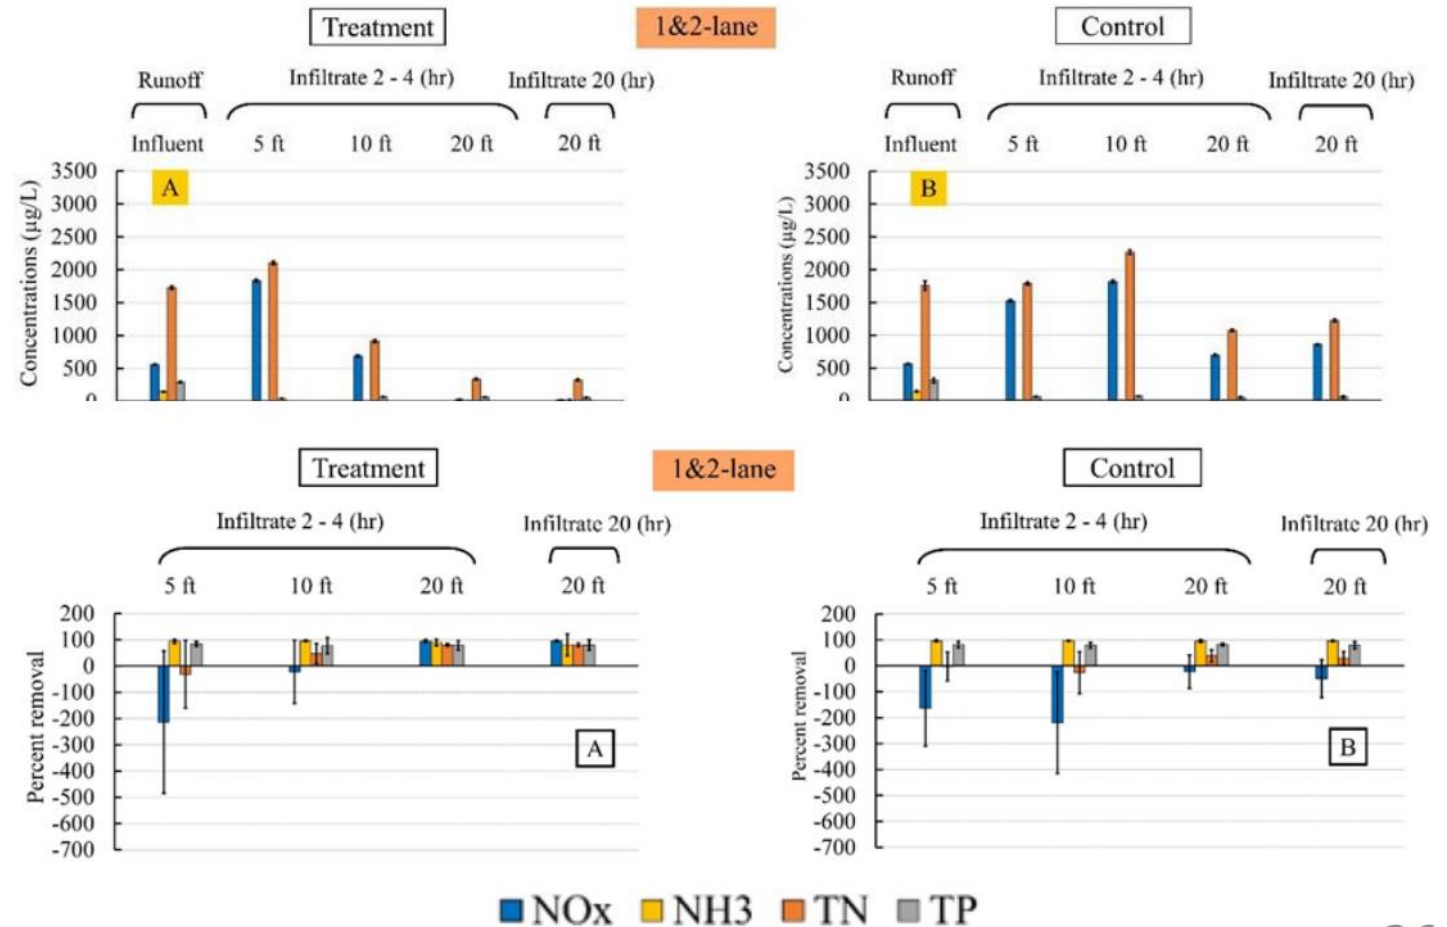 Treatment 1&2-lane Control
Runoff Infiltrate 2 - 4 (hr) Infiltrate 20 (hr) Runoff Infiltrate 2 - 4 (hr) Infiltrate 20 (hr)
Influent 5 ft 10 ft 20 ft 20 ft Influent 5 ft 10 ft 20 ft 20 ft
Concentrations (µg/L)
3500
3000
2500
2000
1500
1000
500
0
A
Concentrations (µg/L)
3500
3000
2500
2000
1500
1000
500
0
B
Treatment 1&2-lane Control
Infiltrate 2 - 4 (hr) Infiltrate 20 (hr) Infiltrate 2 - 4 (hr) Infiltrate 20 (hr)
5 ft 10 ft 20 ft 20 ft 5 ft 10 ft 20 ft 20 ft
Percent removal
200
100
0
-100
-200
-300
-400
-500
-600
-700
A
Percent removal
200
100
0
-100
-200
-300
-400
-500
-600
-700
B
NOx NH3 TN TP